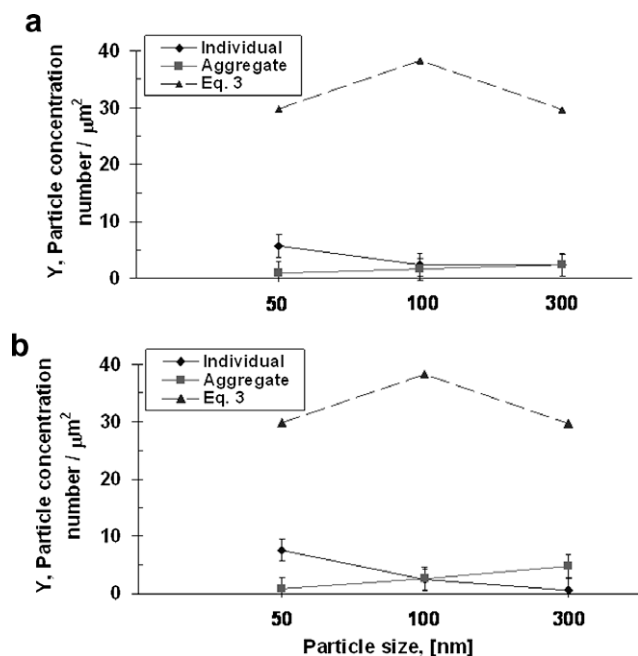 a
Individual
Aggregate
Eq. 3
Y, Particle concentration
number / μm²
40
30
20
10
0
50
100
300
b
Individual
Aggregate
Eq. 3
Y, Particle concentration
number / μm²
40
30
20
10
0
50
100
300
Particle size, [nm]